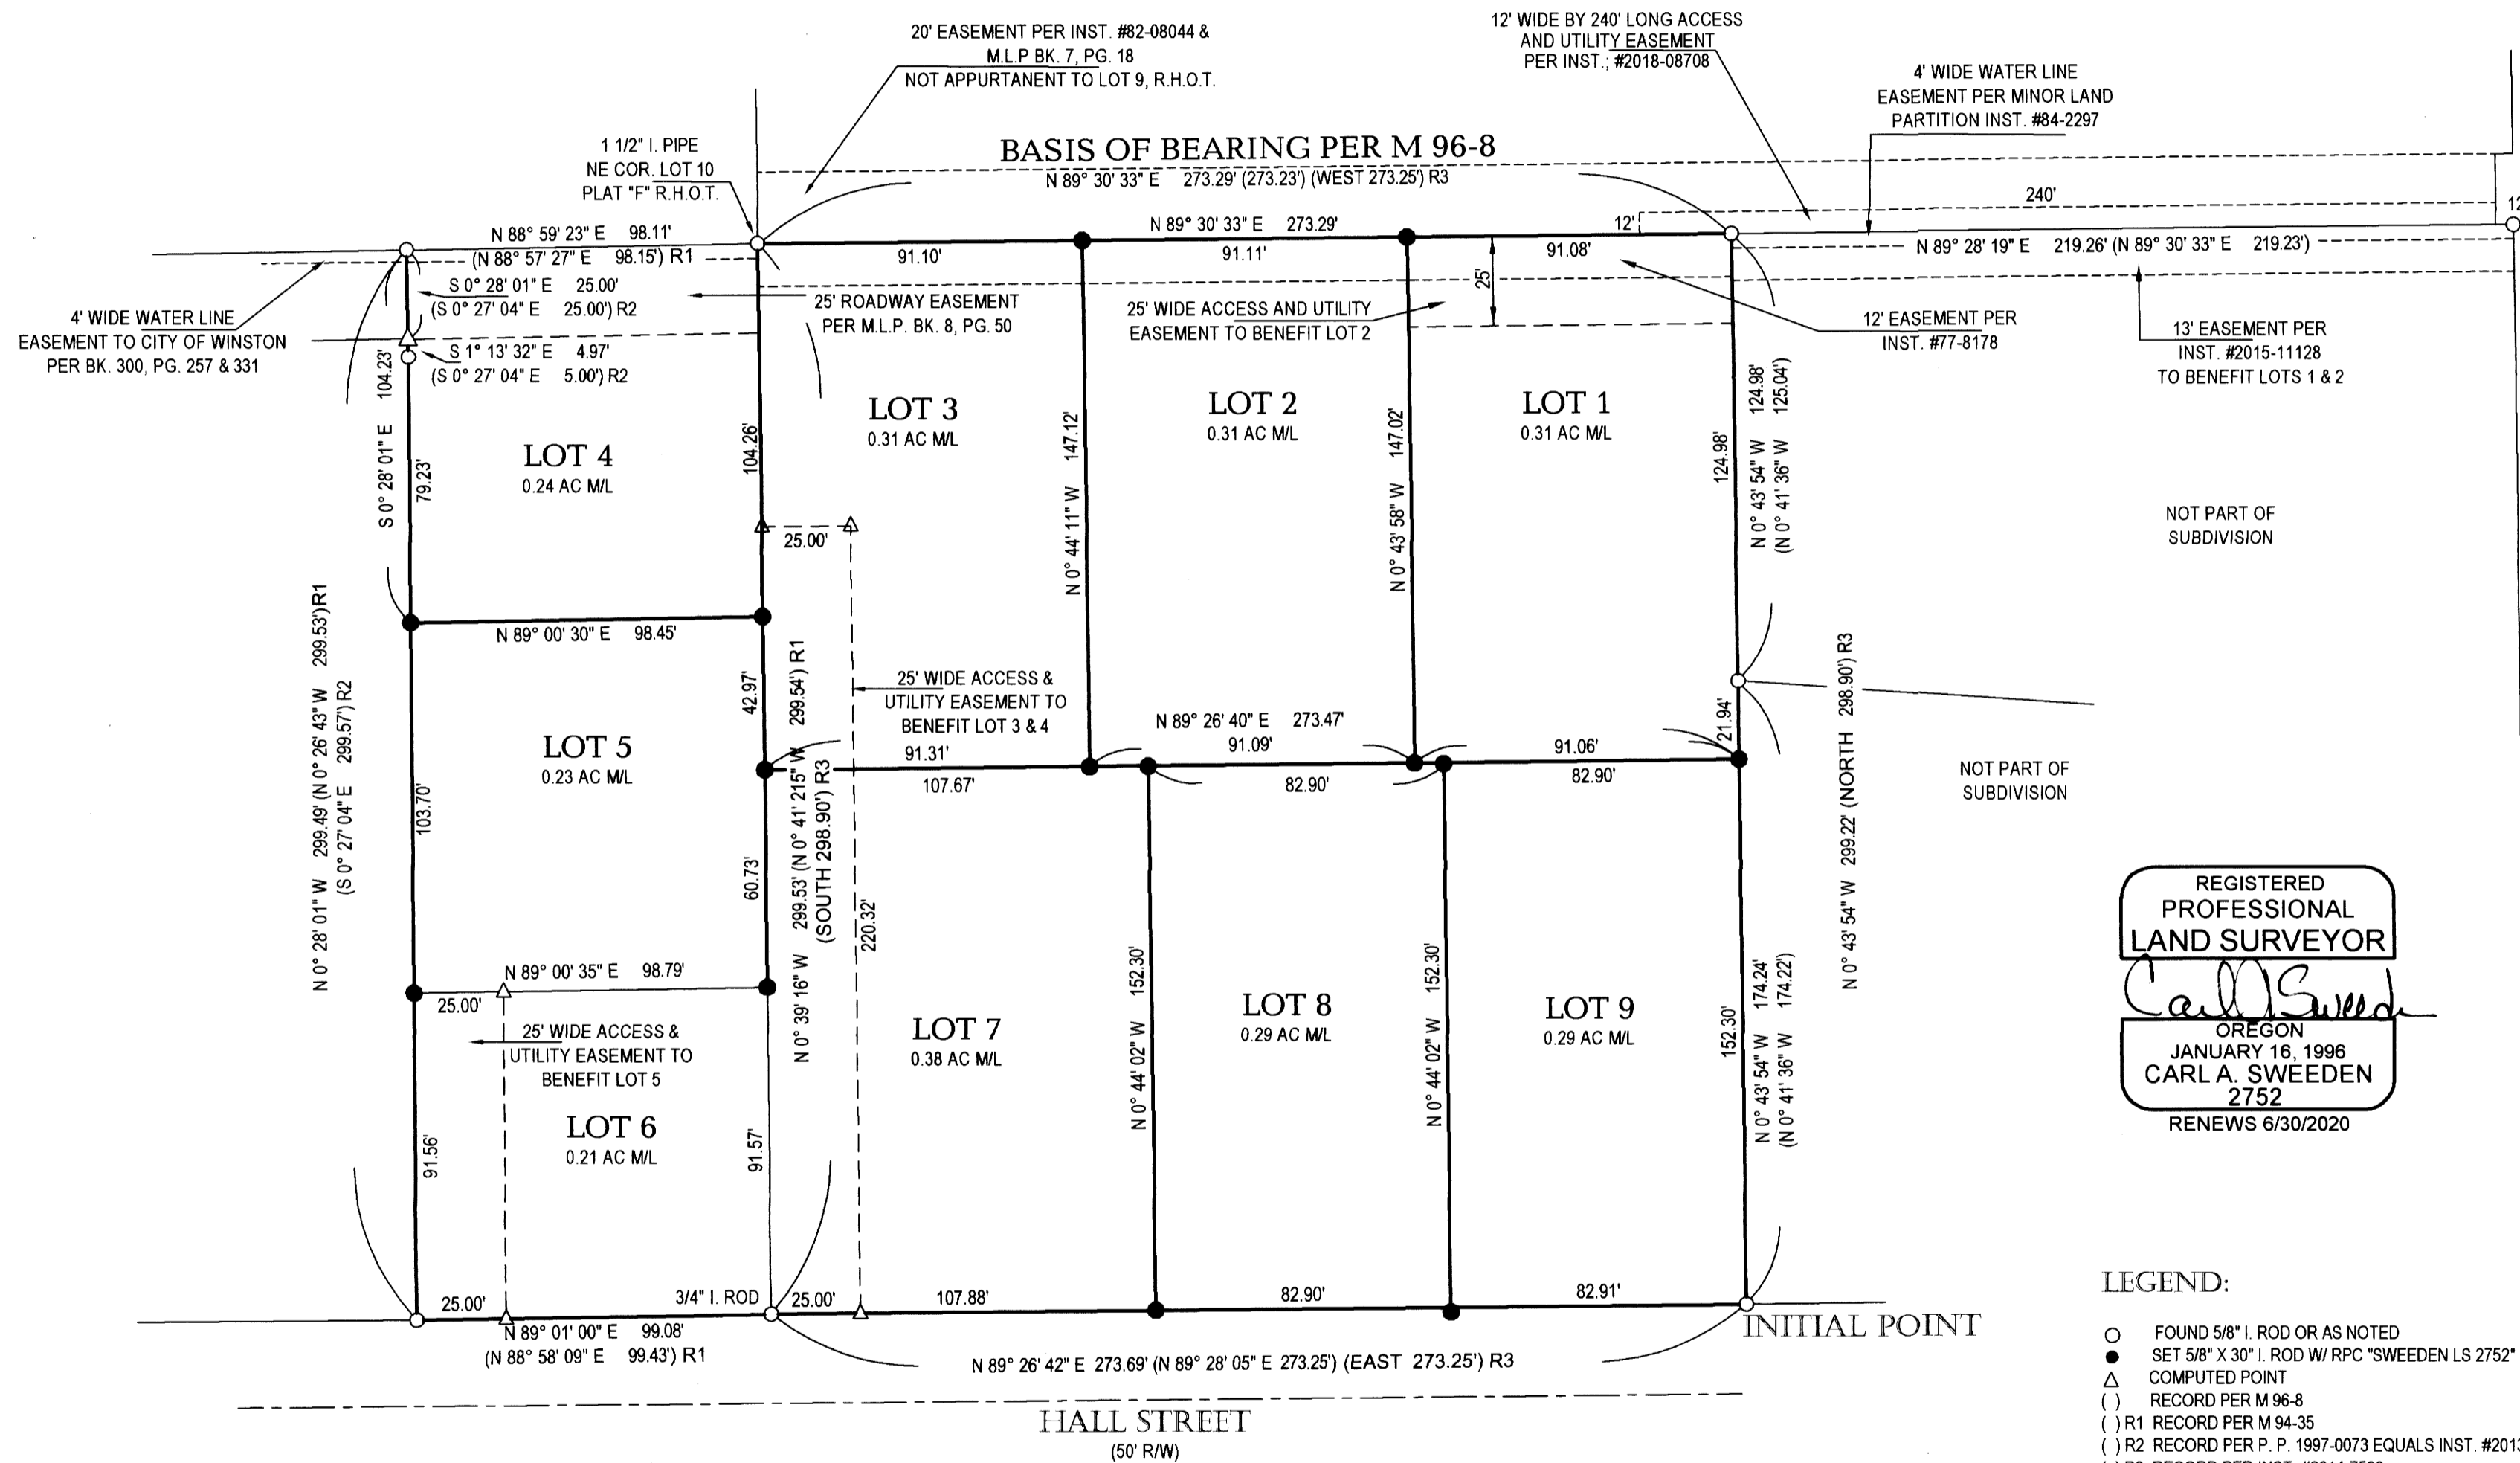 20' EASEMENT PER INST. #82-08044 &
M.L.P BK. 7, PG. 18
NOT APPURTANENT TO LOT 9, R.H.O.T.
12' WIDE BY 240' LONG ACCESS
AND UTILITY EASEMENT
PER INST.; #2018-08708
4' WIDE WATER LINE
EASEMENT PER MINOR LAND
PARTITION INST. #84-2297
1 1/2" I. PIPE
NE COR. LOT 10
PLAT "F" R.H.O.T.
BASIS OF BEARING PER M 96-8
N 89° 30' 33" E 273.29' (273.23') (WEST 273.25') R3
240'
12
N 88° 59' 23" E 98.11'
(N 88° 57' 27" E 98.15') R1
N 89° 30' 33" E 273.29'
12'
91.10'
91.11'
91.08'
N 89° 28' 19" E 219.26' (N 89° 30' 33" E 219.23')
S 0° 28' 01" E 25.00'
(S 0° 27' 04" E 25.00') R2
25' ROADWAY EASEMENT
PER M.L.P. BK. 8, PG. 50
25' WIDE ACCESS AND UTILITY
EASEMENT TO BENEFIT LOT 2
25'
12' EASEMENT PER
INST. #77-8178
13' EASEMENT PER
INST. #2015-11128
TO BENEFIT LOTS 1 & 2
4' WIDE WATER LINE
EASEMENT TO CITY OF WINSTON
PER BK. 300, PG. 257 & 331
S 1° 13' 32" E 4.97'
(S 0° 27' 04" E 5.00') R2
S 0° 28' 01" E 104.23'
79.23'
LOT 4
0.24 AC M/L
104.26'
LOT 3
0.31 AC M/L
N 0° 44' 11" W 147.12'
LOT 2
0.31 AC M/L
N 0° 43' 58" W 147.02'
LOT 1
0.31 AC M/L
124.98'
N 0° 43' 54" W 124.98'
(N 0° 41' 36" W 125.04')
NOT PART OF
SUBDIVISION
25.00'
N 89° 00' 30" E 98.45'
N 0° 28' 01" W 299.49' (N 0° 26' 43" W 299.53')R1
(S 0° 27' 04" E 299.57') R2
103.70'
LOT 5
0.23 AC M/L
42.97'
60.73'
N 0° 39' 16" W 299.53' (N 0° 41' 215" W 299.54') R1
(SOUTH 298.90') R3
25' WIDE ACCESS &
UTILITY EASEMENT TO
BENEFIT LOT 3 & 4
N 89° 26' 40" E 273.47'
91.31'
91.09'
91.06'
107.67'
82.90'
82.90'
21.94'
N 0° 43' 54" W 299.22' (NORTH 298.90') R3
NOT PART OF
SUBDIVISION
220.32'
N 89° 00' 35" E 98.79'
25.00'
25' WIDE ACCESS &
UTILITY EASEMENT TO
BENEFIT LOT 5
LOT 6
0.21 AC M/L
91.56'
91.57'
LOT 7
0.38 AC M/L
N 0° 44' 02" W 152.30'
LOT 8
0.29 AC M/L
N 0° 44' 02" W 152.30'
LOT 9
0.29 AC M/L
152.30'
N 0° 43' 54" W 174.24'
(N 0° 41' 36" W 174.22')
REGISTERED
PROFESSIONAL
LAND SURVEYOR
OREGON
JANUARY 16, 1996
CARL A. SWEEDEN
2752
RENEWS 6/30/2020
25.00'
3/4" I. ROD
25.00'
107.88'
82.90'
82.91'
N 89° 01' 00" E 99.08'
(N 88° 58' 09" E 99.43') R1
N 89° 26' 42" E 273.69' (N 89° 28' 05" E 273.25') (EAST 273.25') R3
INITIAL POINT
HALL STREET
(50' R/W)
LEGEND:
FOUND 5/8" I. ROD OR AS NOTED
SET 5/8" X 30" I. ROD W/ RPC "SWEEDEN LS 2752"
COMPUTED POINT
( ) RECORD PER M 96-8
( ) R1 RECORD PER M 94-35
( ) R2 RECORD PER P. P. 1997-0073 EQUALS INST. #2013